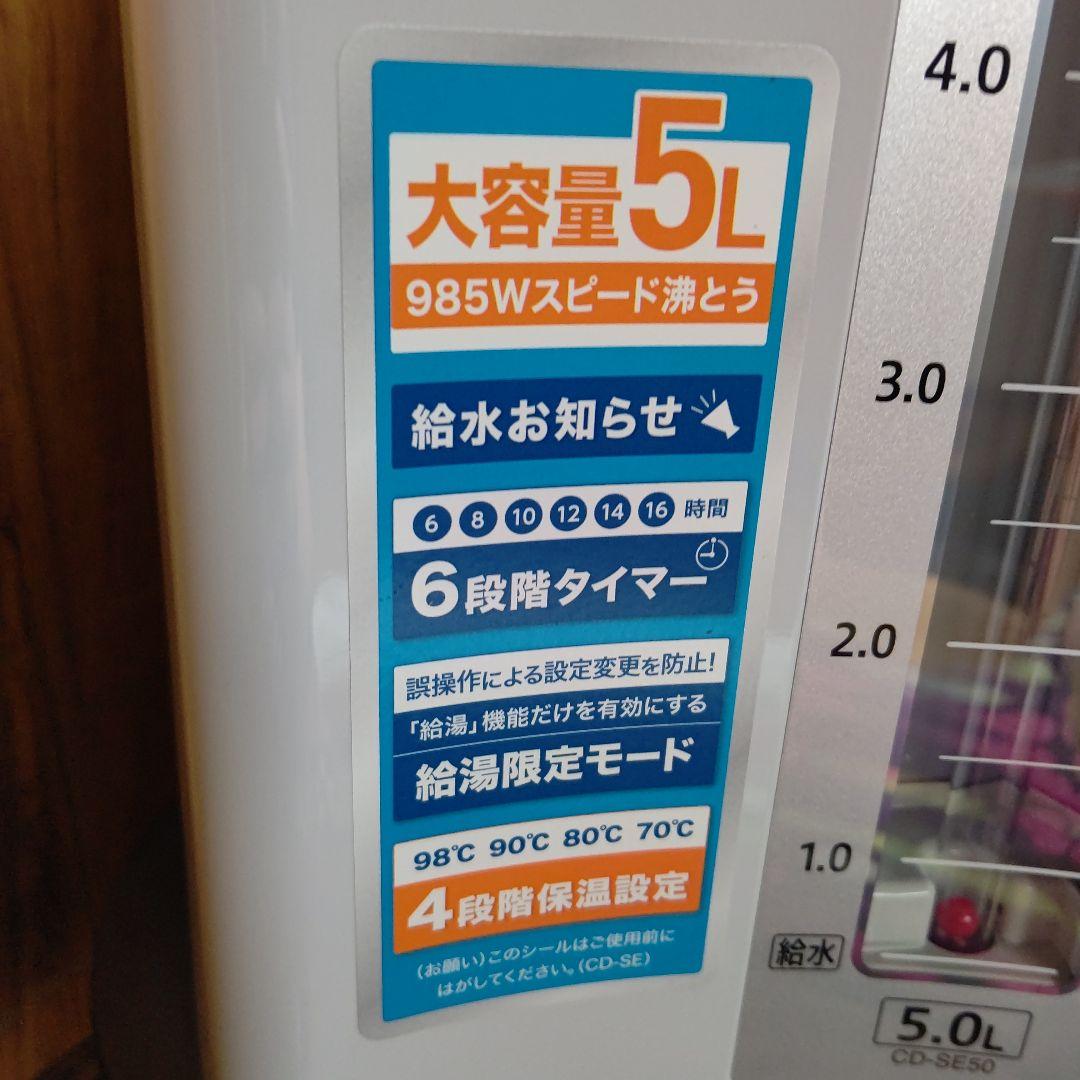 大容量5L
985Wスピード沸とう
給水お知らせ
6 8 10 12 14 16 時間
6段階タイマー
誤操作による設定変更を防止!
「給湯」機能だけを有効にする
給湯限定モード
98℃ 90℃ 80℃ 70℃
4段階保温設定
(お願い)このシールはご使用前に
はがしてください。(CD-SE)
4.0
3.0
2.0
1.0
給水
5.0L
CD-SE50